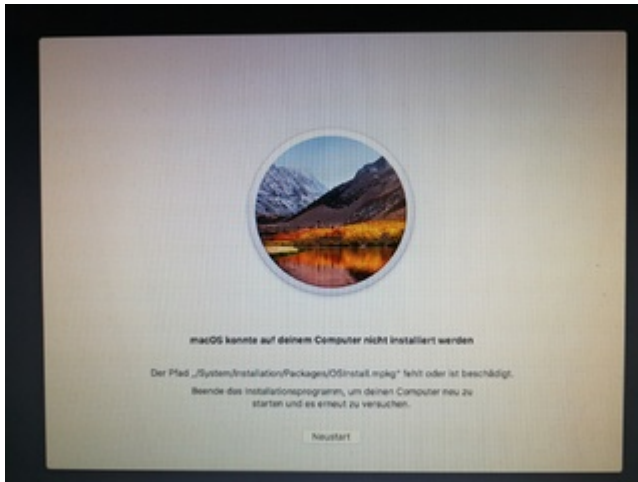 macOS konnte auf deinem Computer nicht installiert werden
Der Pfad „/System/Installation/Packages/OSInstall.mpkg“ fehlt oder ist beschädigt.
Beende das Installationsprogramm, um deinen Computer neu zu
starten und es erneut zu versuchen.
Neustart